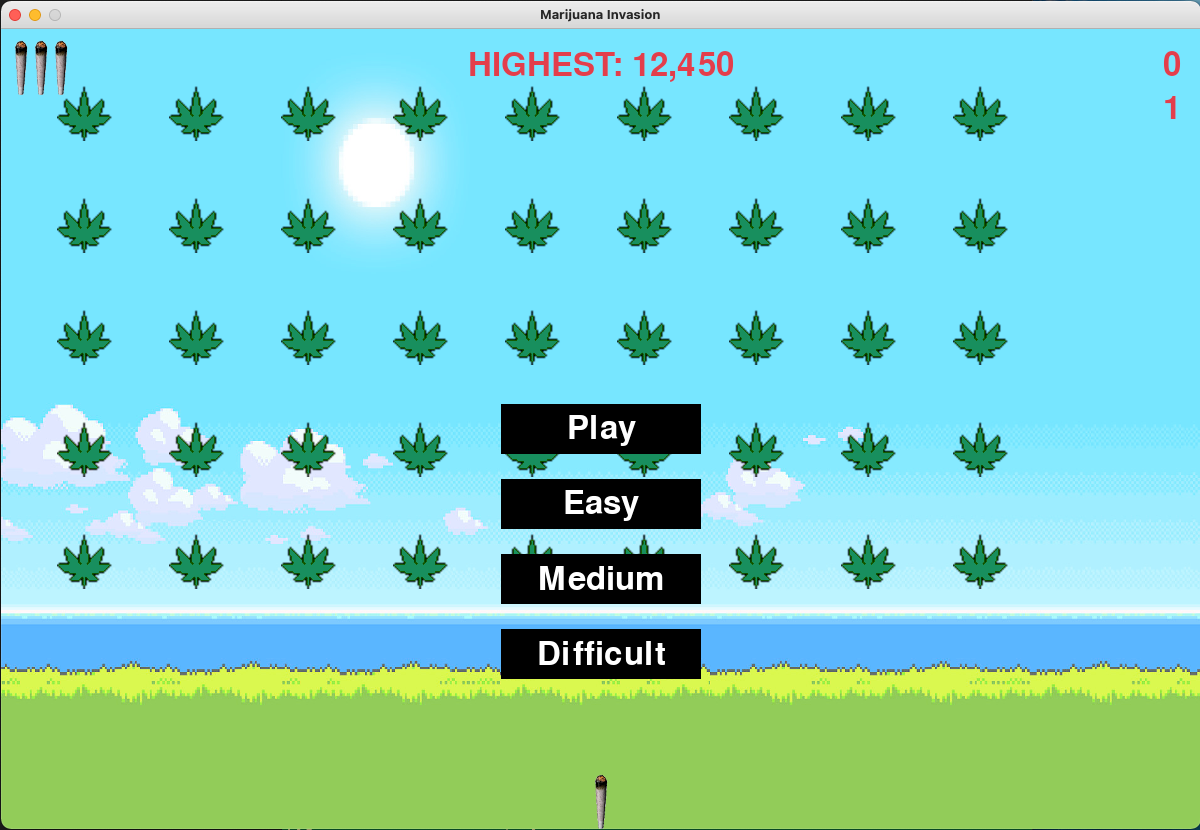 Marijuana Invasion
HIGHEST: 12,450
0
1
Play
Easy
Medium
Difficult